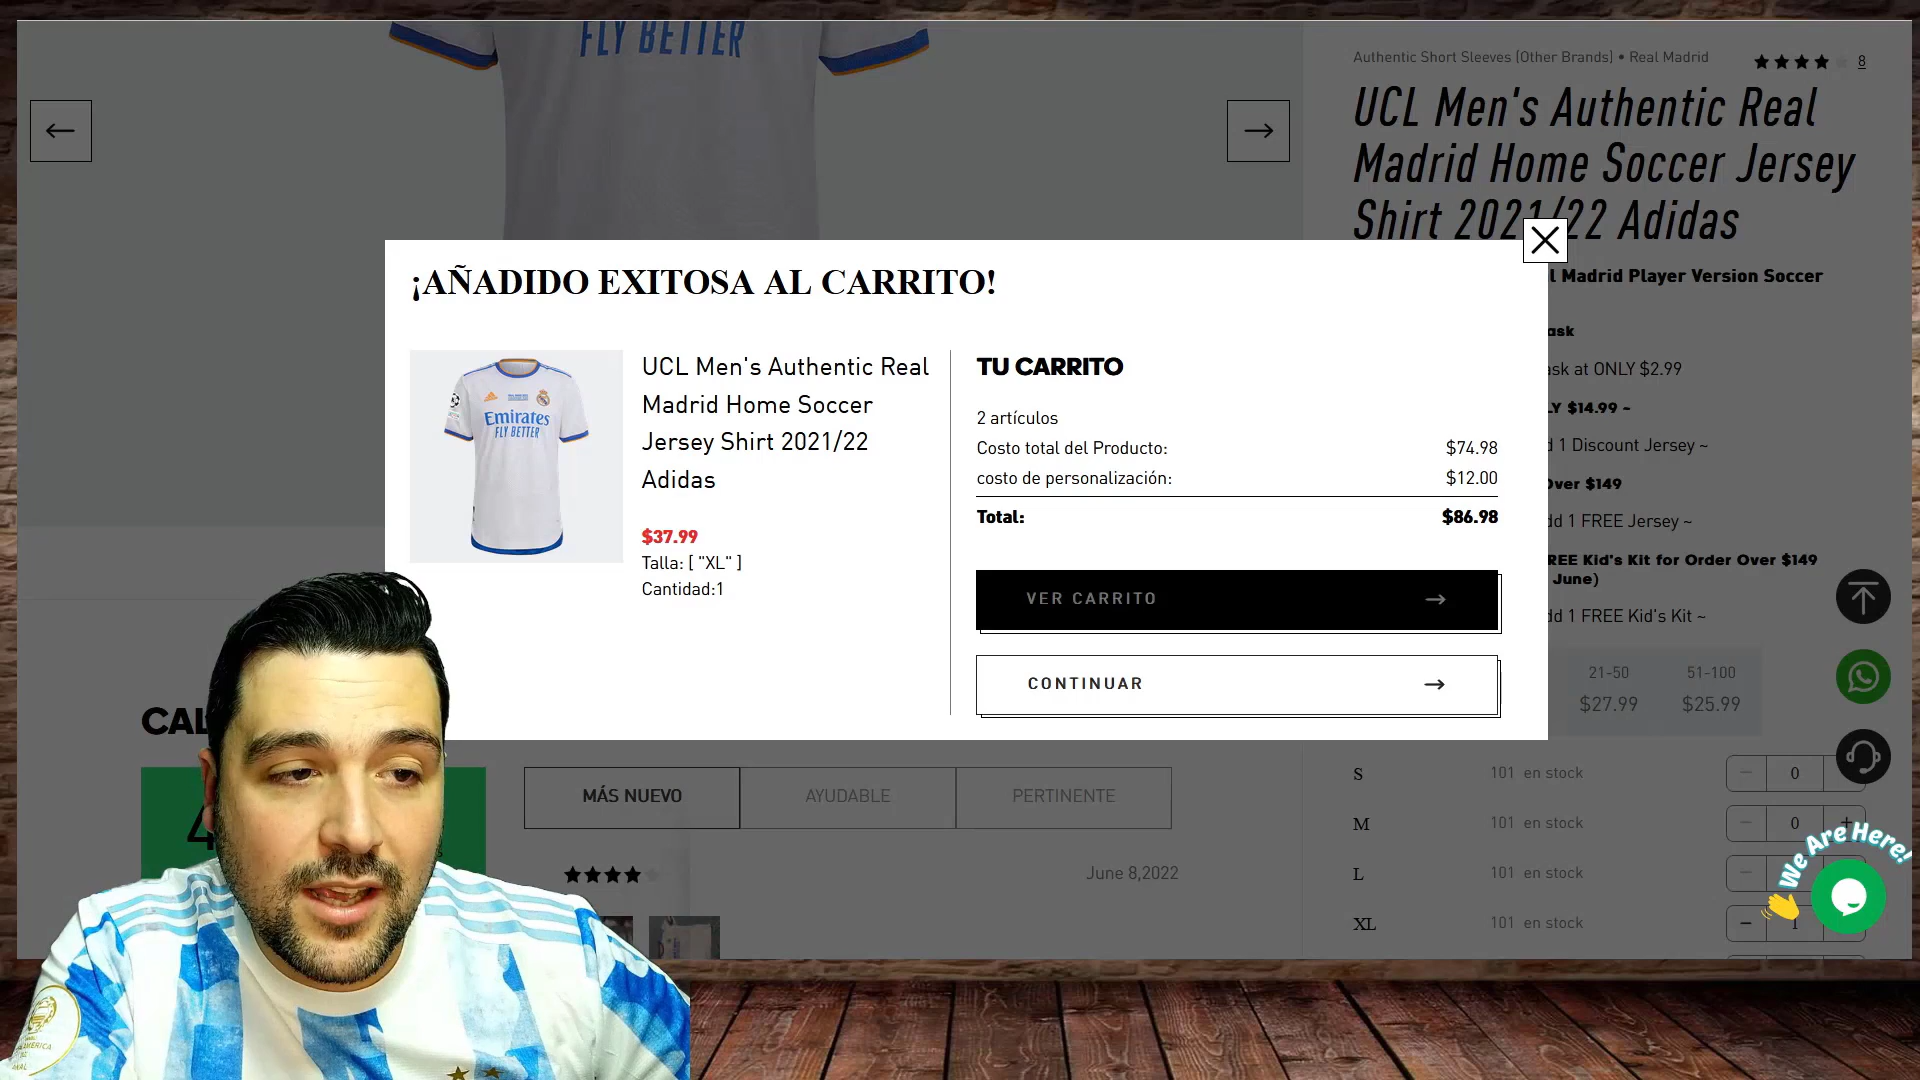 FLY BETTER
Authentic Short Sleeves (Other Brands) • Real Madrid
8
UCL Men's Authentic Real
Madrid Home Soccer Jersey
Shirt 2021/22 Adidas
l Madrid Player Version Soccer
ask
ask at ONLY $2.99
LY $14.99 ~
d 1 Discount Jersey ~
Over $149
dd 1 FREE Jersey ~
REE Kid's Kit for Order Over $149
June)
dd 1 FREE Kid's Kit ~
21-50
51-100
$27.99
$25.99
¡AÑADIDO EXITOSA AL CARRITO!
Emirates
FLY BETTER
UCL Men's Authentic Real
Madrid Home Soccer
Jersey Shirt 2021/22
Adidas
$37.99
Talla: [ "XL" ]
Cantidad:1
TU CARRITO
2 artículos
Costo total del Producto:
$74.98
costo de personalización:
$12.00
Total:
$86.98
VER CARRITO
CONTINUAR
CAL
4
MÁS NUEVO
AYUDABLE
PERTINENTE
June 8,2022
S
101 en stock
0
M
101 en stock
0
L
101 en stock
XL
101 en stock
1
We Are Here!